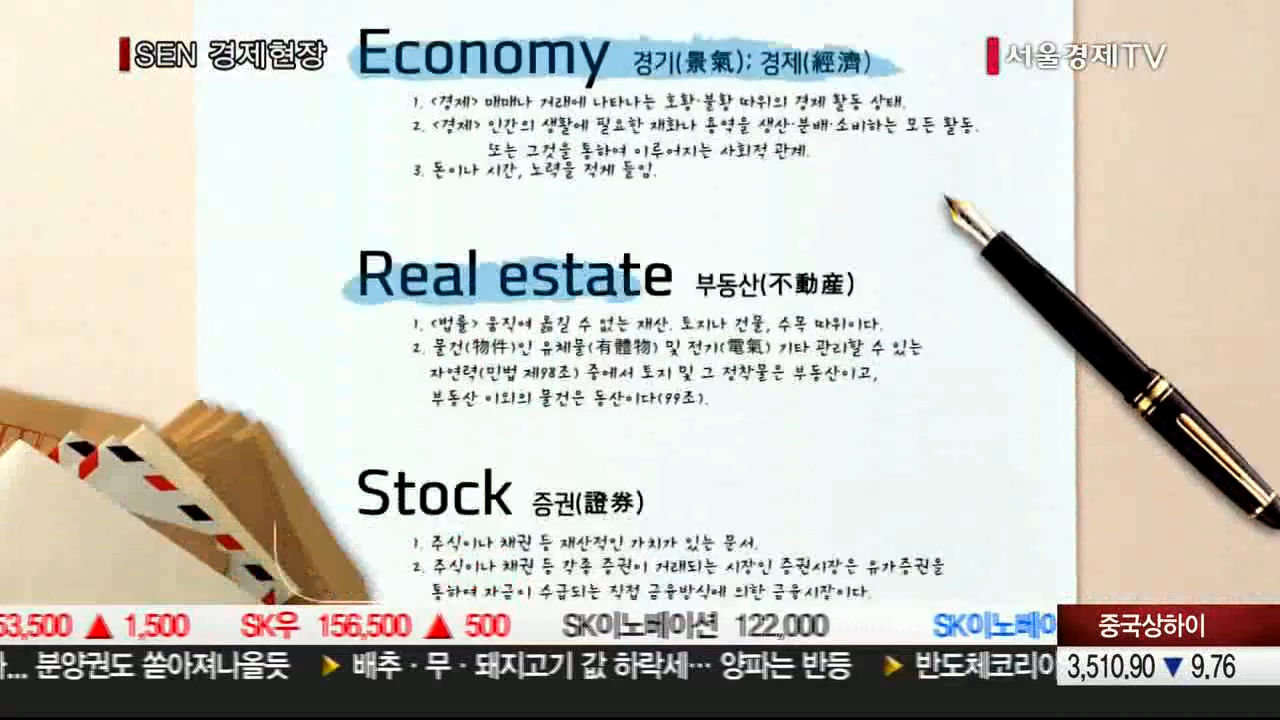 SEN 경제현장
서울경제TV
Economy 경기(景氣); 경제(經濟)
1. <경제> 매매나 거래에 나타나는 호황·불황 따위의 경제 활동 상태.
2. <경제> 인간의 생활에 필요한 재화나 용역을 생산·분배·소비하는 모든 활동.
또는 그것을 통하여 이루어지는 사회적 관계.
3. 돈이나 시간, 노력을 적게 들임.
Real estate 부동산(不動産)
1. <법률> 움직여 옮길 수 없는 재산. 토지나 건물, 수목 따위이다.
2. 물건(物件)인 유체물(有體物) 및 전기(電氣) 기타 관리할 수 있는
자연력(민법 제98조) 중에서 토지 및 그 정착물은 부동산이고,
부동산 이외의 물건은 동산이다(99조).
Stock 증권(證券)
1. 주식이나 채권 등 재산적인 가치가 있는 문서.
2. 주식이나 채권 등 각종 증권이 거래되는 시장인 증권시장은 유가증권을
통하여 자금이 수급되는 직접 금융방식에 의한 금융시장이다.
53,500 ▲ 1,500 SK우 156,500 ▲ 500 SK이노베이션 122,000 SK이노베이
중국상하이
... 분양권도 쏟아져나올듯 ▶ 배추·무·돼지고기 값 하락세… 양파는 반등 ▶ 반도체코리아
3,510.90 ▼ 9.76